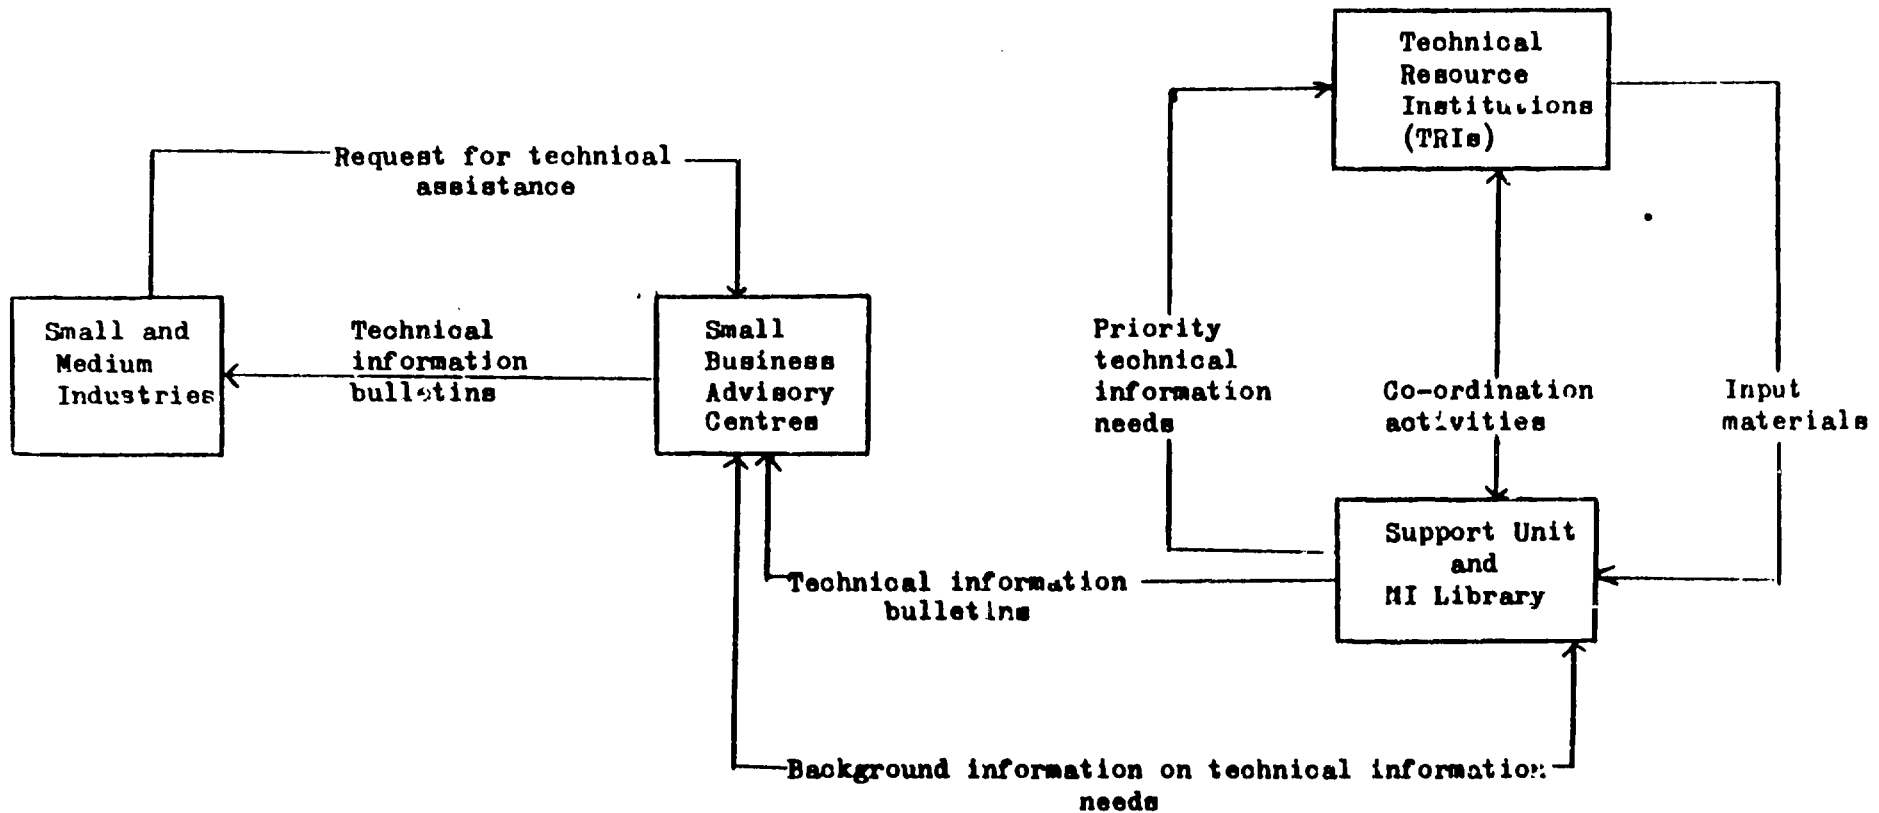 Technical
Resource
Institutions
(TRIs)
Request for technical
assistance
Small and
Medium
Industries
Technical
information
bulletins
Small
Business
Advisory
Centres
Priority
technical
information
needs
Co-ordination
activities
Input
materials
Support Unit
and
MI Library
Technical information
bulletins
Background information on technical information
needs